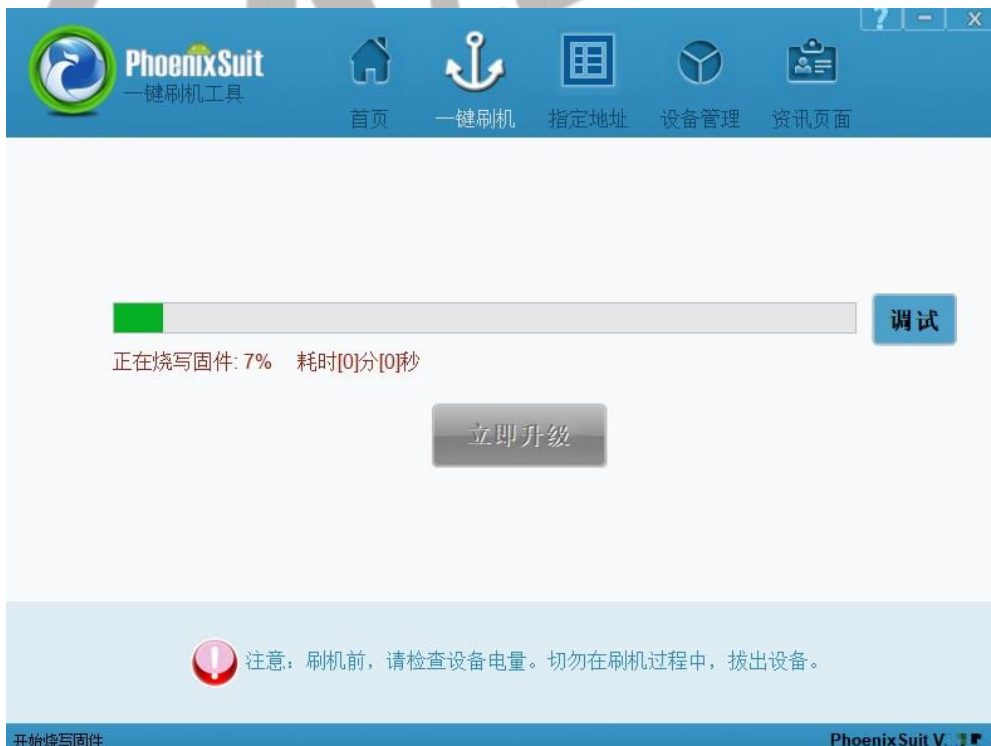 ? - x
PhoenixSuit
一键刷机工具
首页 一键刷机 指定地址 设备管理 资讯页面
调试
正在烧写固件: 7% 耗时[0]分[0]秒
立即升级
注意：刷机前，请检查设备电量。切勿在刷机过程中，拔出设备。
开始烧写固件
PhoenixSuit